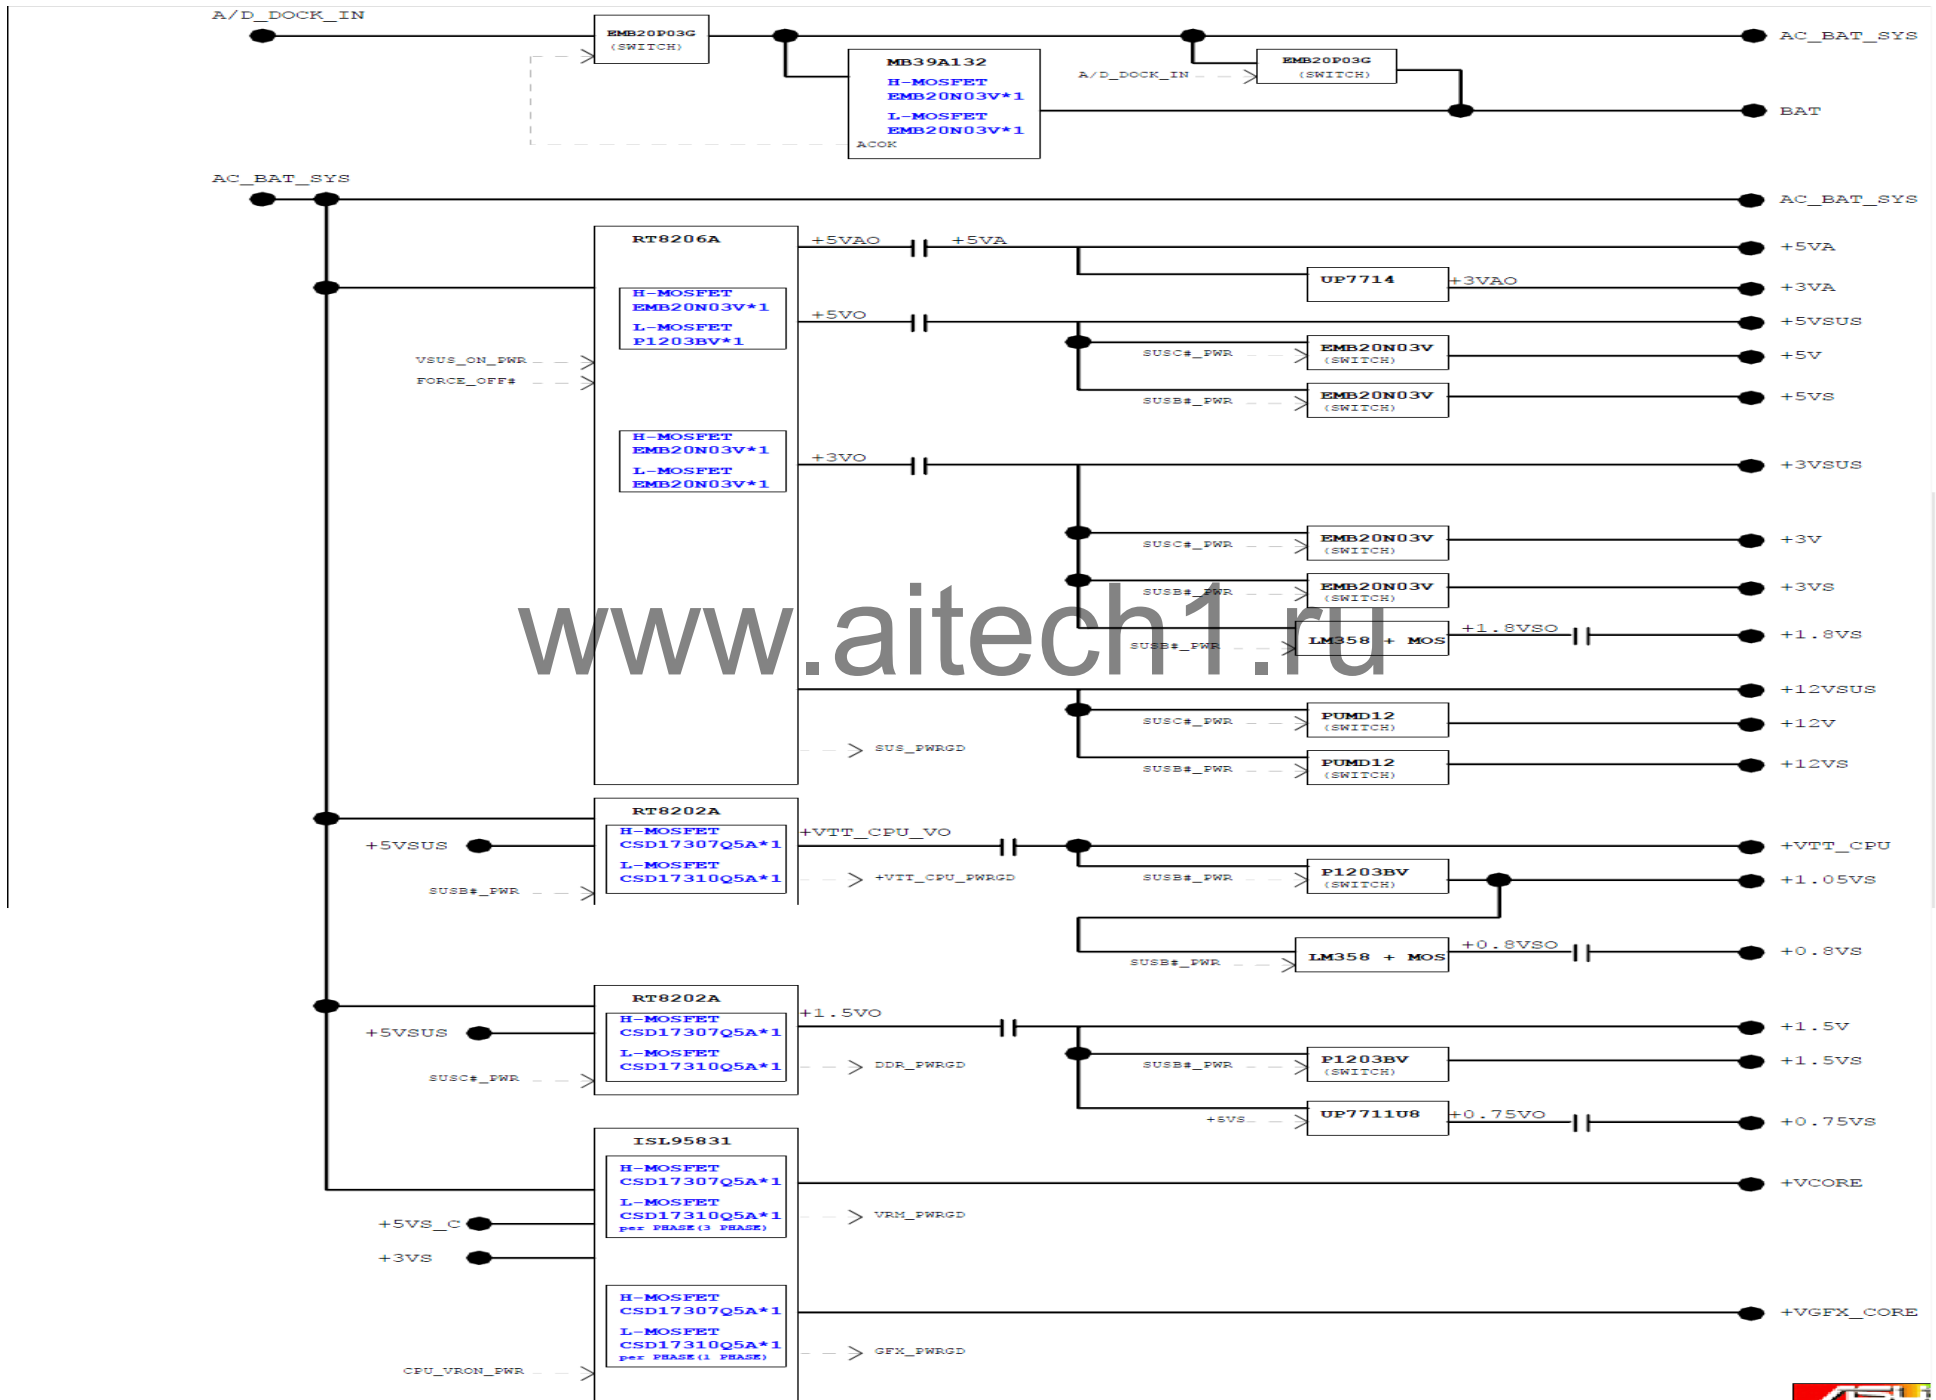 A/D_DOCK_IN
EMB20P03G
(SWITCH)
AC_BAT_SYS
MB39A132
H-MOSFET
EMB20N03V*1
L-MOSFET
EMB20N03V*1
ACOK
A/D_DOCK_IN
EMB20P03G
(SWITCH)
BAT
AC_BAT_SYS
AC_BAT_SYS
RT8206A
+5VAO
+5VA
+5VA
UP7714
+3VAO
+3VA
H-MOSFET
EMB20N03V*1
L-MOSFET
P1203BV*1
+5VO
+5VSUS
VSUS_ON_PWR
FORCE_OFF#
SUSC#_PWR
EMB20N03V
(SWITCH)
+5V
SUSB#_PWR
EMB20N03V
(SWITCH)
+5VS
H-MOSFET
EMB20N03V*1
L-MOSFET
EMB20N03V*1
+3VO
+3VSUS
SUSC#_PWR
EMB20N03V
(SWITCH)
+3V
SUSB#_PWR
EMB20N03V
(SWITCH)
+3VS
www.aitech1.ru
SUSB#_PWR
LM358 + MOS
+1.8VSO
+1.8VS
+12VSUS
SUSC#_PWR
PUMD12
(SWITCH)
+12V
SUS_PWRGD
SUSB#_PWR
PUMD12
(SWITCH)
+12VS
RT8202A
+5VSUS
H-MOSFET
CSD17307Q5A*1
L-MOSFET
CSD17310Q5A*1
SUSB#_PWR
+VTT_CPU_VO
+VTT_CPU
+VTT_CPU_PWRGD
SUSB#_PWR
P1203BV
(SWITCH)
+1.05VS
SUSB#_PWR
LM358 + MOS
+0.8VSO
+0.8VS
RT8202A
+5VSUS
H-MOSFET
CSD17307Q5A*1
L-MOSFET
CSD17310Q5A*1
SUSC#_PWR
+1.5VO
+1.5V
DDR_PWRGD
SUSB#_PWR
P1203BV
(SWITCH)
+1.5VS
+5VS
UP7711U8
+0.75VO
+0.75VS
ISL95831
H-MOSFET
CSD17307Q5A*1
L-MOSFET
CSD17310Q5A*1
per PHASE(3 PHASE)
+VCORE
+5VS_C
VRM_PWRGD
+3VS
H-MOSFET
CSD17307Q5A*1
L-MOSFET
CSD17310Q5A*1
per PHASE(1 PHASE)
+VGFX_CORE
GFX_PWRGD
CPU_VRON_PWR